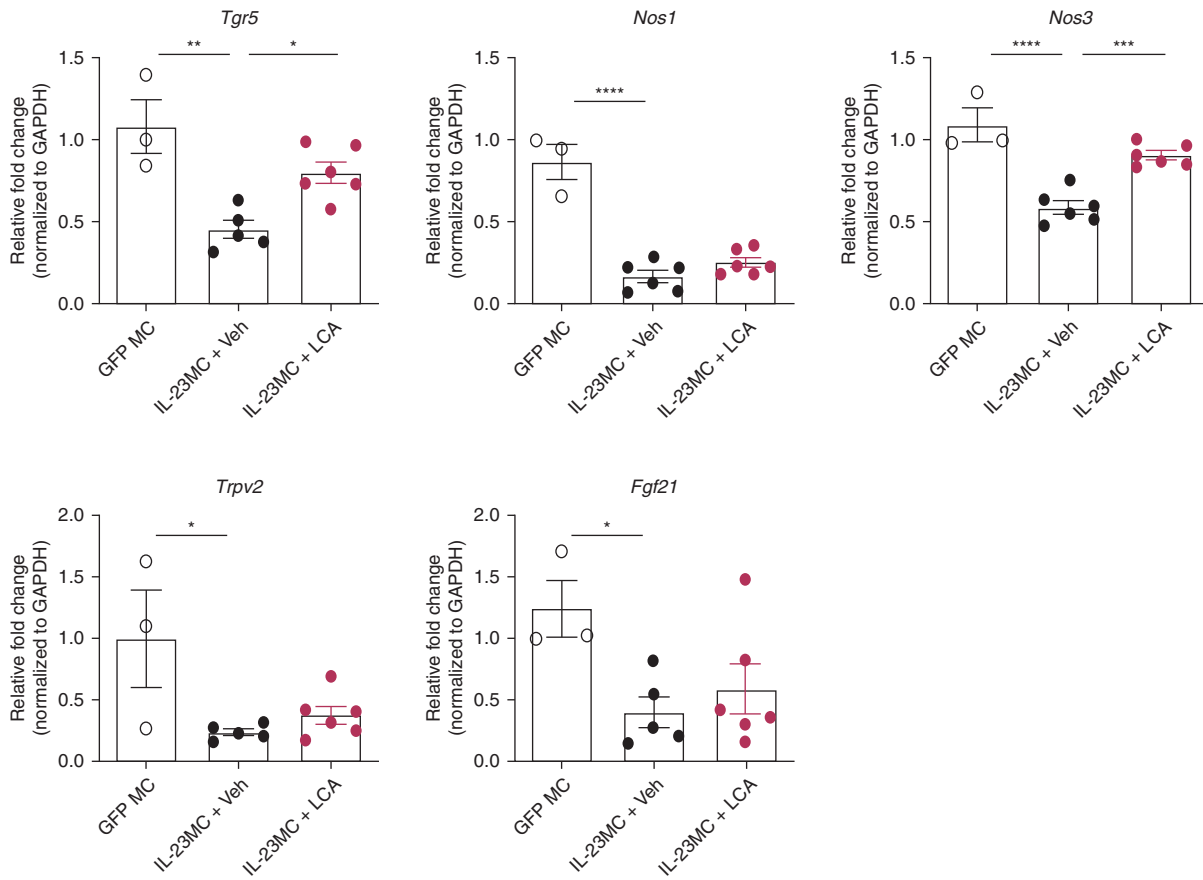 Tgr5
** *
Relative fold change
(normalized to GAPDH)
1.5
1.0
0.5
0.0
GFP MC
IL-23MC + Veh
IL-23MC + LCA
Nos1
****
Relative fold change
(normalized to GAPDH)
1.5
1.0
0.5
0.0
GFP MC
IL-23MC + Veh
IL-23MC + LCA
Nos3
**** ***
Relative fold change
(normalized to GAPDH)
1.5
1.0
0.5
0.0
GFP MC
IL-23MC + Veh
IL-23MC + LCA
Trpv2
*
Relative fold change
(normalized to GAPDH)
2.0
1.5
1.0
0.5
0.0
GFP MC
IL-23MC + Veh
IL-23MC + LCA
Fgf21
*
Relative fold change
(normalized to GAPDH)
2.0
1.5
1.0
0.5
0.0
GFP MC
IL-23MC + Veh
IL-23MC + LCA